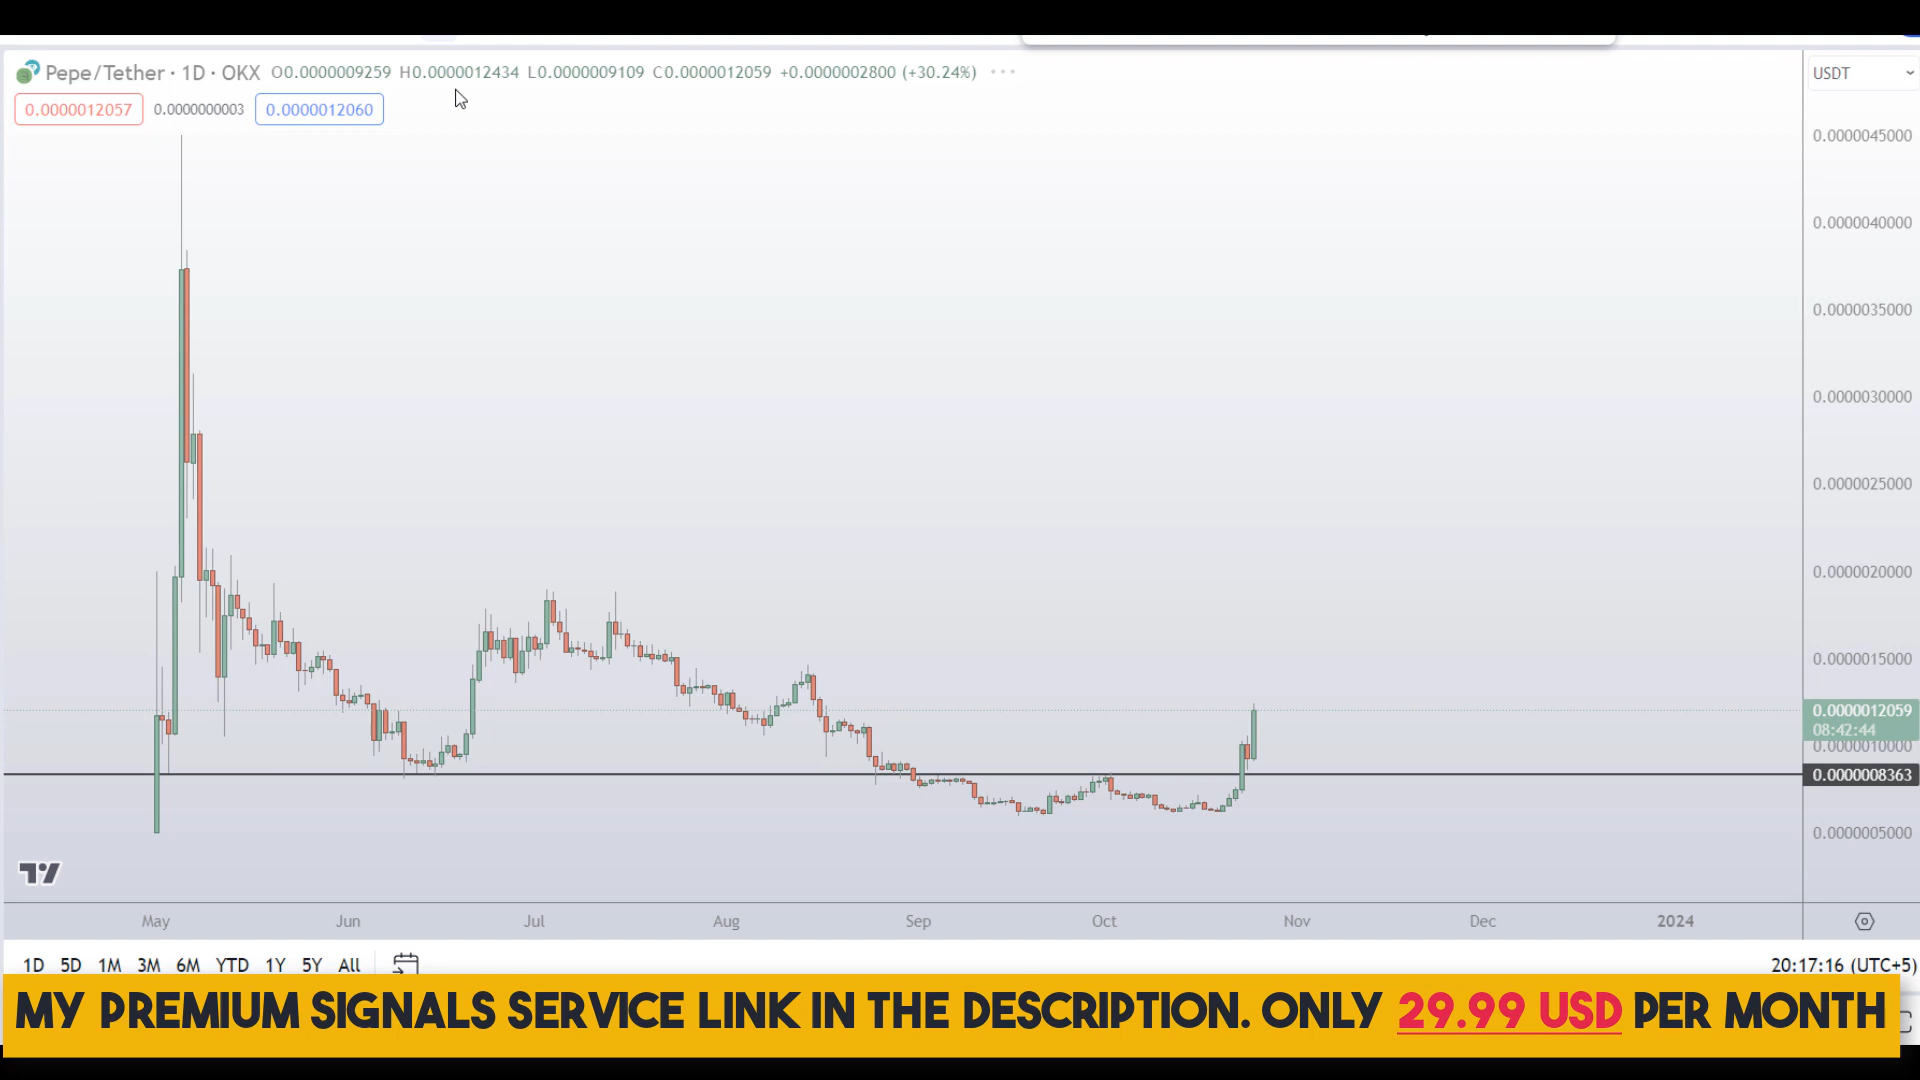 Pepe/Tether · 1D · OKX O0.0000009259 H0.0000012434 L0.0000009109 C0.0000012059 +0.0000002800 (+30.24%)
USDT
0.0000012057 0.0000000003 0.0000012060
0.0000045000
0.0000040000
0.0000035000
0.0000030000
0.0000025000
0.0000020000
0.0000015000
0.0000012059
08:42:44
0.0000010000
0.0000008363
0.0000005000
May Jun Jul Aug Sep Oct Nov Dec 2024
1D 5D 1M 3M 6M YTD 1Y 5Y All 20:17:16 (UTC+5)
MY PREMIUM SIGNALS SERVICE LINK IN THE DESCRIPTION. ONLY 29.99 USD PER MONTH